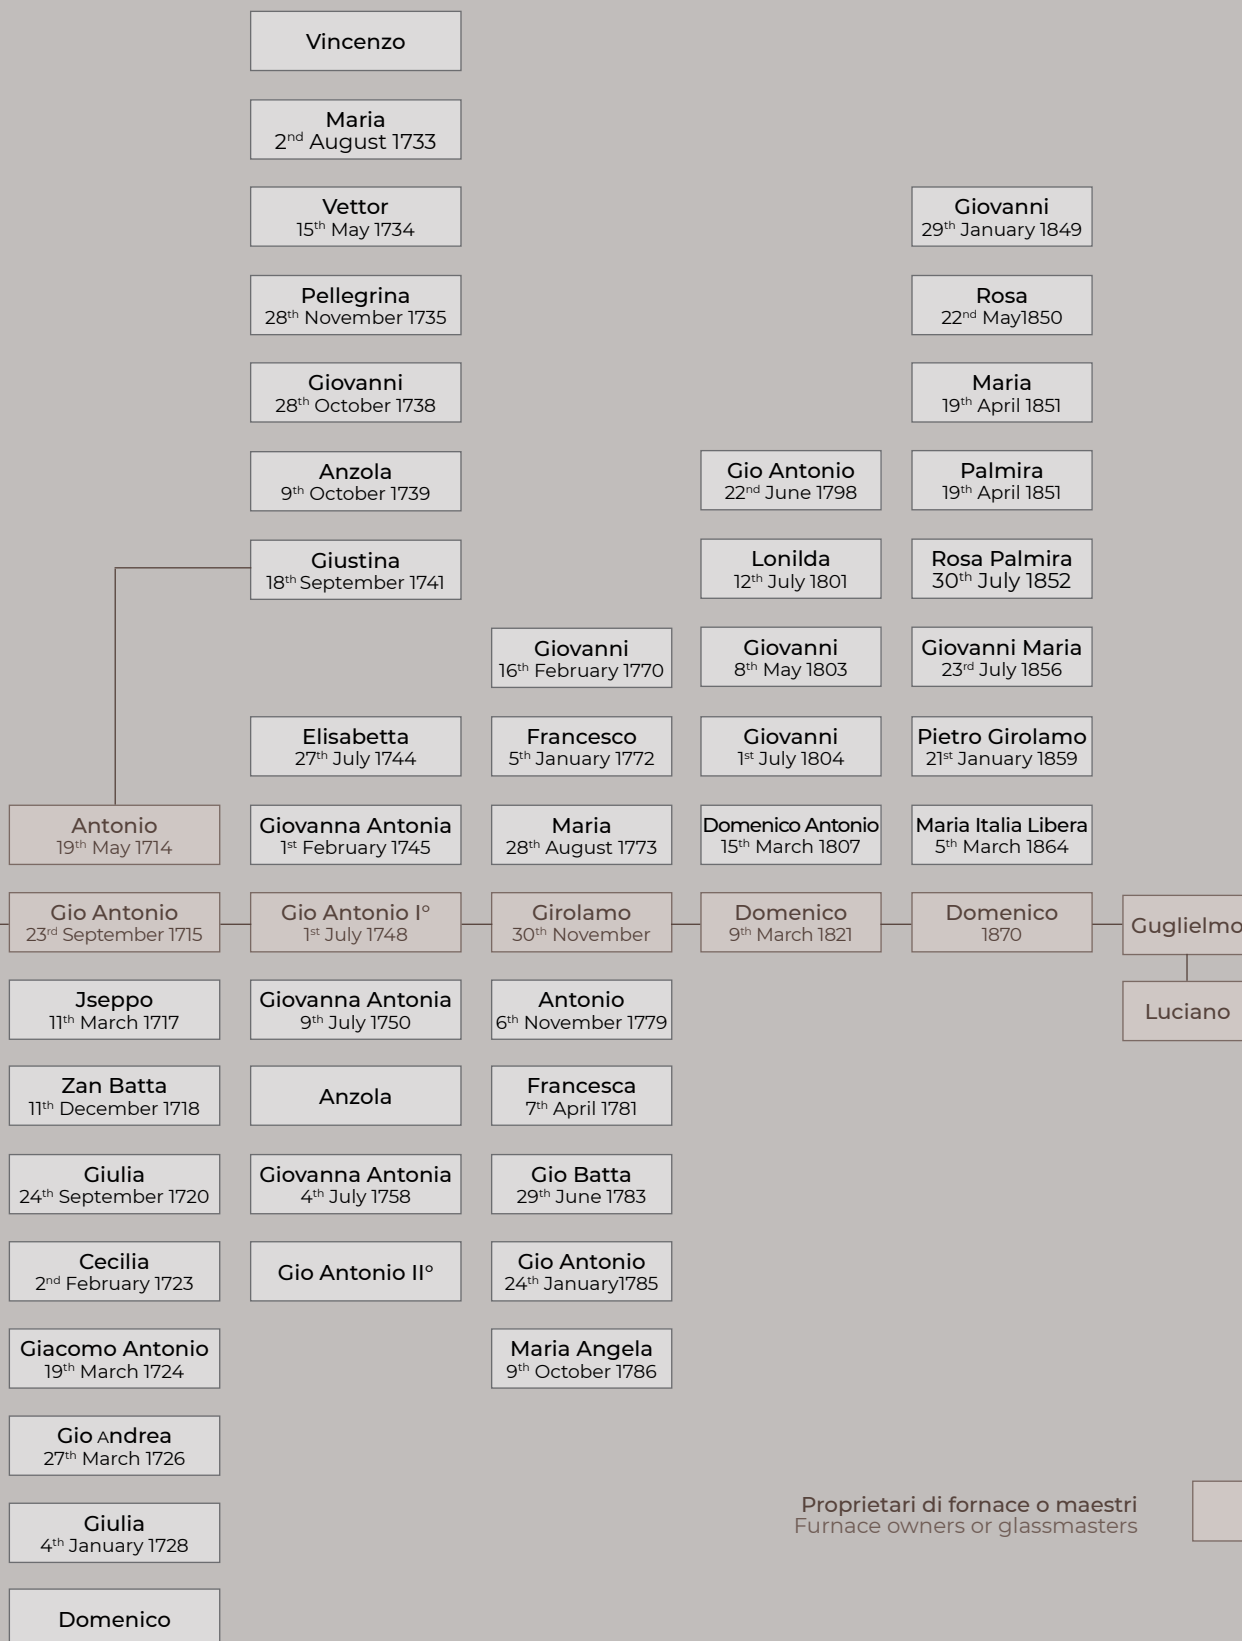 Vincenzo
Maria
2nd August 1733
Vettor
15th May 1734
Pellegrina
28th November 1735
Giovanni
28th October 1738
Anzola
9th October 1739
Giustina
18th September 1741
Elisabetta
27th July 1744
Giovanna Antonia
1st February 1745
Gio Antonio I°
1st July 1748
Giovanna Antonia
9th July 1750
Anzola
Giovanna Antonia
4th July 1758
Gio Antonio II°
Antonio
19th May 1714
Gio Antonio
23rd September 1715
Jseppo
11th March 1717
Zan Batta
11th December 1718
Giulia
24th September 1720
Cecilia
2nd February 1723
Giacomo Antonio
19th March 1724
Gio Andrea
27th March 1726
Giulia
4th January 1728
Domenico
Giovanni
16th February 1770
Francesco
5th January 1772
Maria
28th August 1773
Girolamo
30th November
Antonio
6th November 1779
Francesca
7th April 1781
Gio Batta
29th June 1783
Gio Antonio
24th January1785
Maria Angela
9th October 1786
Gio Antonio
22nd June 1798
Lonilda
12th July 1801
Giovanni
8th May 1803
Giovanni
1st July 1804
Domenico Antonio
15th March 1807
Domenico
9th March 1821
Giovanni
29th January 1849
Rosa
22nd May1850
Maria
19th April 1851
Palmira
19th April 1851
Rosa Palmira
30th July 1852
Giovanni Maria
23rd July 1856
Pietro Girolamo
21st January 1859
Maria Italia Libera
5th March 1864
Domenico
1870
Guglielmo
Luciano
Proprietari di fornace o maestri
Furnace owners or glassmasters